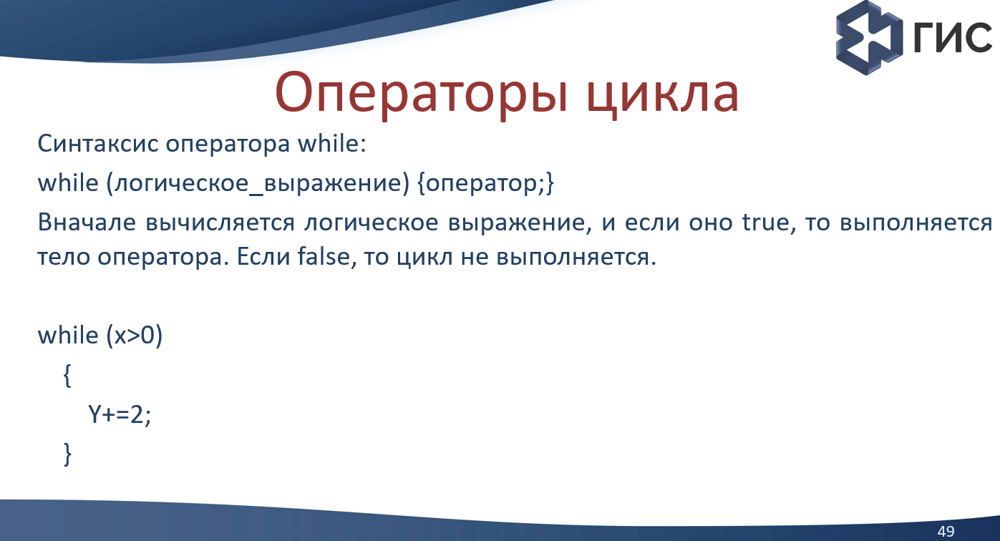 ГИС
Операторы цикла
Синтаксис оператора while:
while (логическое_выражение) {оператор;}
Вначале вычисляется логическое выражение, и если оно true, то выполняется
тело оператора. Если false, то цикл не выполняется.
while (x>0)
{
Y+=2;
}
49